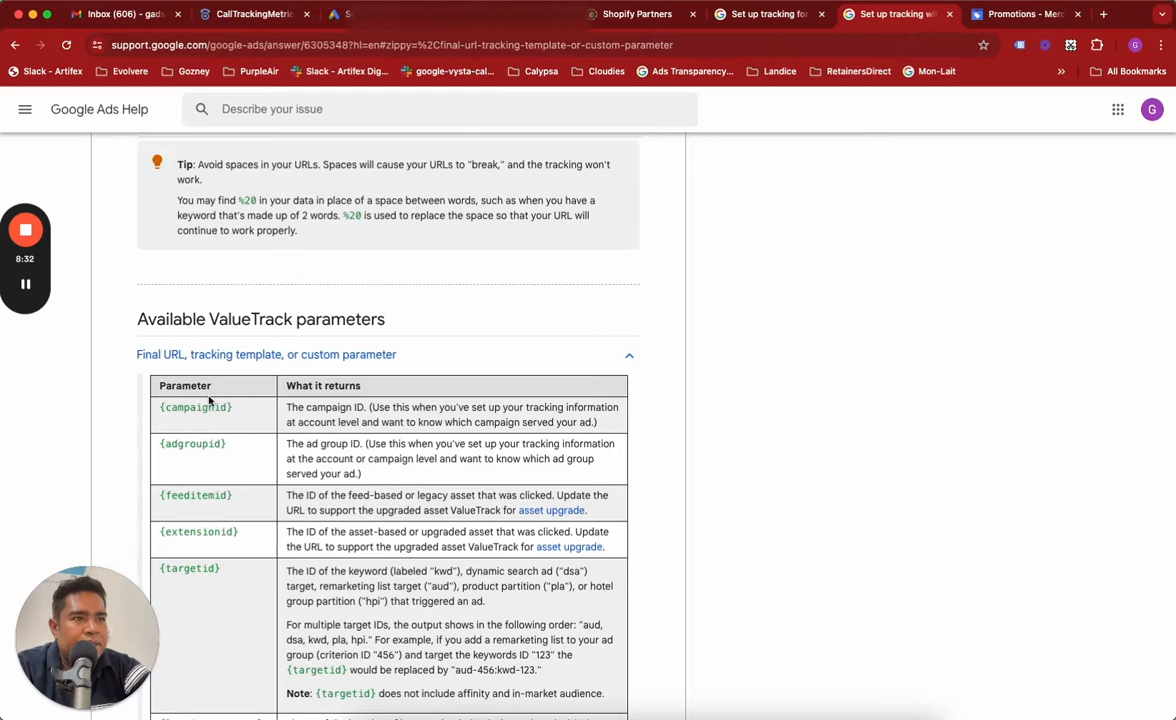 Inbox (6) - gads
CallTrackingMetric
S
Shopify Partners
Set up tracking for
Set up tracking wi
Promotions - Merc
support.google.com/google-ads/answer/6305348?hl=en#zippy=%2Cfinal-url-tracking-template-or-custom-parameter
G
Slack - Artifex
Evolvere
Gozney
PurpleAir
Slack - Artifex Dig...
google-vysta-cal...
Calypsa
Cloudies
Ads Transparency...
Landice
RetainersDirect
Mon-Lait
»
All Bookmarks
Google Ads Help
Describe your issue
G
Tip: Avoid spaces in your URLs. Spaces will cause your URLs to "break," and the tracking won't
work.
You may find %20 in your data in place of a space between words, such as when you have a
keyword that's made up of 2 words. %20 is used to replace the space so that your URL will
continue to work properly.
8:32
Available ValueTrack parameters
Final URL, tracking template, or custom parameter
Parameter
What it returns
{campaignid}
The campaign ID. (Use this when you've set up your tracking information
at account level and want to know which campaign served your ad.)
{adgroupid}
The ad group ID. (Use this when you've set up your tracking information
at the account or campaign level and want to know which ad group
served your ad.)
{feeditemid}
The ID of the feed-based or legacy asset that was clicked. Update the
URL to support the upgraded asset ValueTrack for asset upgrade.
{extensionid}
The ID of the asset-based or upgraded asset that was clicked. Update
the URL to support the upgraded asset ValueTrack for asset upgrade.
{targetid}
The ID of the keyword (labeled "kwd"), dynamic search ad ("dsa")
target, remarketing list target ("aud"), product partition ("pla"), or hotel
group partition ("hpi") that triggered an ad.
For multiple target IDs, the output shows in the following order: "aud,
dsa, kwd, pla, hpi." For example, if you add a remarketing list to your ad
group (criterion ID "456") and target the keywords ID "123" the
{targetid} would be replaced by "aud-456:kwd-123."
Note: {targetid} does not include affinity and in-market audience.